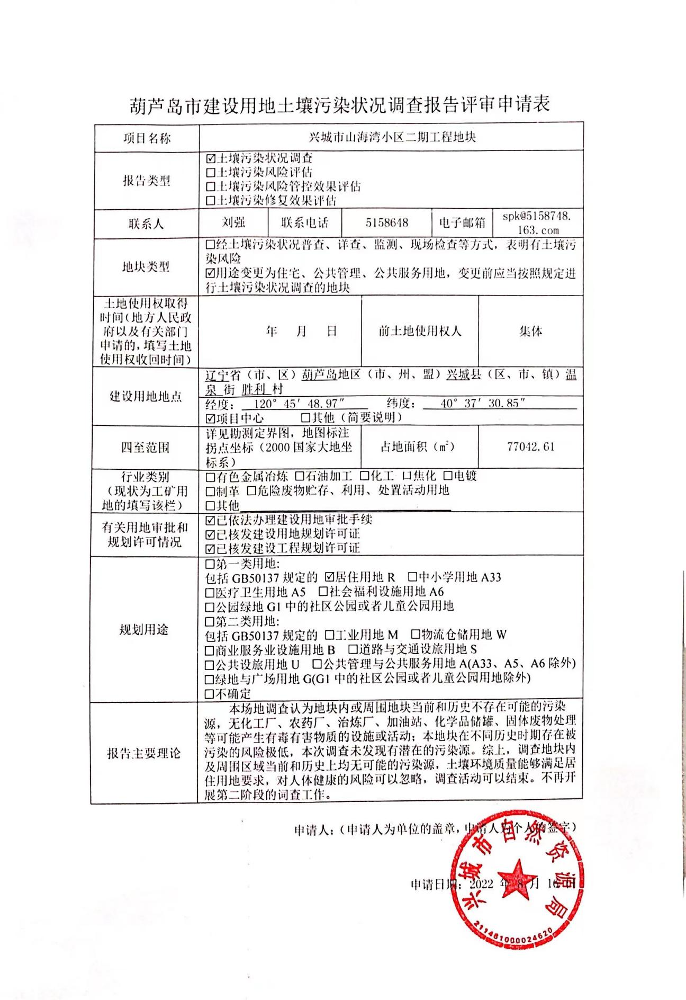 葫芦岛市建设用地土壤污染状况调查报告评审申请表
项目名称
兴城市山海湾小区二期工程地块
报告类型
☑土壤污染状况调查
☐土壤污染风险评估
☐土壤污染风险管控效果评估
☐土壤污染修复效果评估
联系人
刘强
联系电话
5158648
电子邮箱
spk@5158748.
163.com
地块类型
☐经土壤污染状况普查、详查、监测、现场检查等方式，表明有土壤污
染风险
☑用途变更为住宅、公共管理、公共服务用地，变更前应当按照规定进
行土壤污染状况调查的地块
土地使用权取得
时间（地方人民政
府以及有关部门
申请的，填写土地
使用权收回时间）
年 月 日
前土地使用权人
集体
建设用地地点
辽宁省（市、区）葫芦岛地区（市、州、盟）兴城县（区、市、镇）温
泉 街 胜利 村
经度： 120° 45′ 48.97″ 纬度： 40° 37′ 30.85″
☑项目中心 ☐其他（简要说明）
四至范围
详见勘测定界图，地图标注
拐点坐标（2000 国家大地坐
标系）
占地面积（㎡）
77042.61
行业类别
（现状为工矿用
地的填写该栏）
☐有色金属冶炼 ☐石油加工 ☐化工 ☐焦化 ☐电镀
☐制革 ☐危险废物贮存、利用、处置活动用地
☐其他
有关用地审批和
规划许可情况
☑已依法办理建设用地审批手续
☑已核发建设用地规划许可证
☑已核发建设工程规划许可证
规划用途
☐第一类用地:
包括 GB50137 规定的 ☑居住用地 R ☐中小学用地 A33
☐医疗卫生用地 A5 ☐社会福利设施用地 A6
☐公园绿地 G1 中的社区公园或者儿童公园用地
☐第二类用地:
包括 GB50137 规定的 ☐工业用地 M ☐物流仓储用地 W
☐商业服务业设施用地 B ☐道路与交通设旅用地 S
☐公共设旅用地 U ☐公共管理与公共服务用地 A(A33、A5、A6 除外)
☐绿地与广场用地 G(G1 中的社区公园或者儿童公园用地除外)
☐不确定
报告主要理论
本场地调查认为地块内或周围地块当前和历史不存在可能的污染
源，无化工厂、农药厂、冶炼厂、加油站、化学品储罐、固体废物处理
等可能产生有毒有害物质的设施或活动；本地块在不同历史时期存在被
污染的风险极低，本次调查未发现有潜在的污染源。综上，调查地块内
及周围区域当前和历史上均无可能的污染源，土壤环境质量能够满足居
住用地要求，对人体健康的风险可以忽略，调查活动可以结束。不再开
展第二阶段的词查工作。
申请人：（申请人为单位的盖章，申请人为个人的签字）
申请日期：2022 年 8 月 16 日
兴城市自然资源局
211481000024620